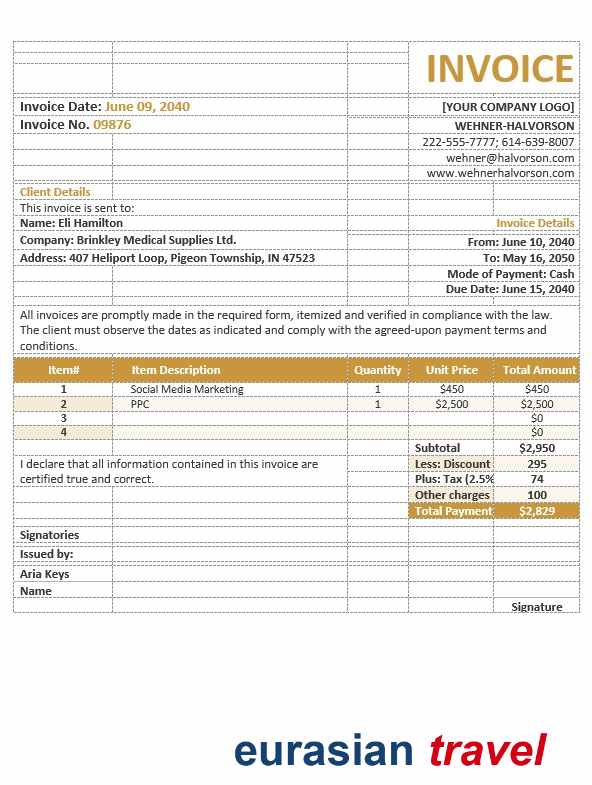 INVOICE
Invoice Date: June 09, 2040
[YOUR COMPANY LOGO]
Invoice No. 09876
WEHNER-HALVORSON
222-555-7777; 614-639-8007
wehner@halvorson.com
www.wehnerhalvorson.com
Client Details
This invoice is sent to:
Name: Eli Hamilton
Invoice Details
Company: Brinkley Medical Supplies Ltd.
From: June 10, 2040
Address: 407 Heliport Loop, Pigeon Township, IN 47523
To: May 16, 2050
Mode of Payment: Cash
Due Date: June 15, 2040
All invoices are promptly made in the required form, itemized and verified in compliance with the law.
The client must observe the dates as indicated and comply with the agreed-upon payment terms and
conditions.
Item# Item Description Quantity Unit Price Total Amount
1 Social Media Marketing 1 $450 $450
2 PPC 1 $2,500 $2,500
3 $0
4 $0
Subtotal $2,950
I declare that all information contained in this invoice are
Less: Discount 295
certified true and correct.
Plus: Tax (2.5% 74
Other charges 100
Total Payment $2,829
Signatories
Issued by:
Aria Keys
Name
Signature
eurasian travel